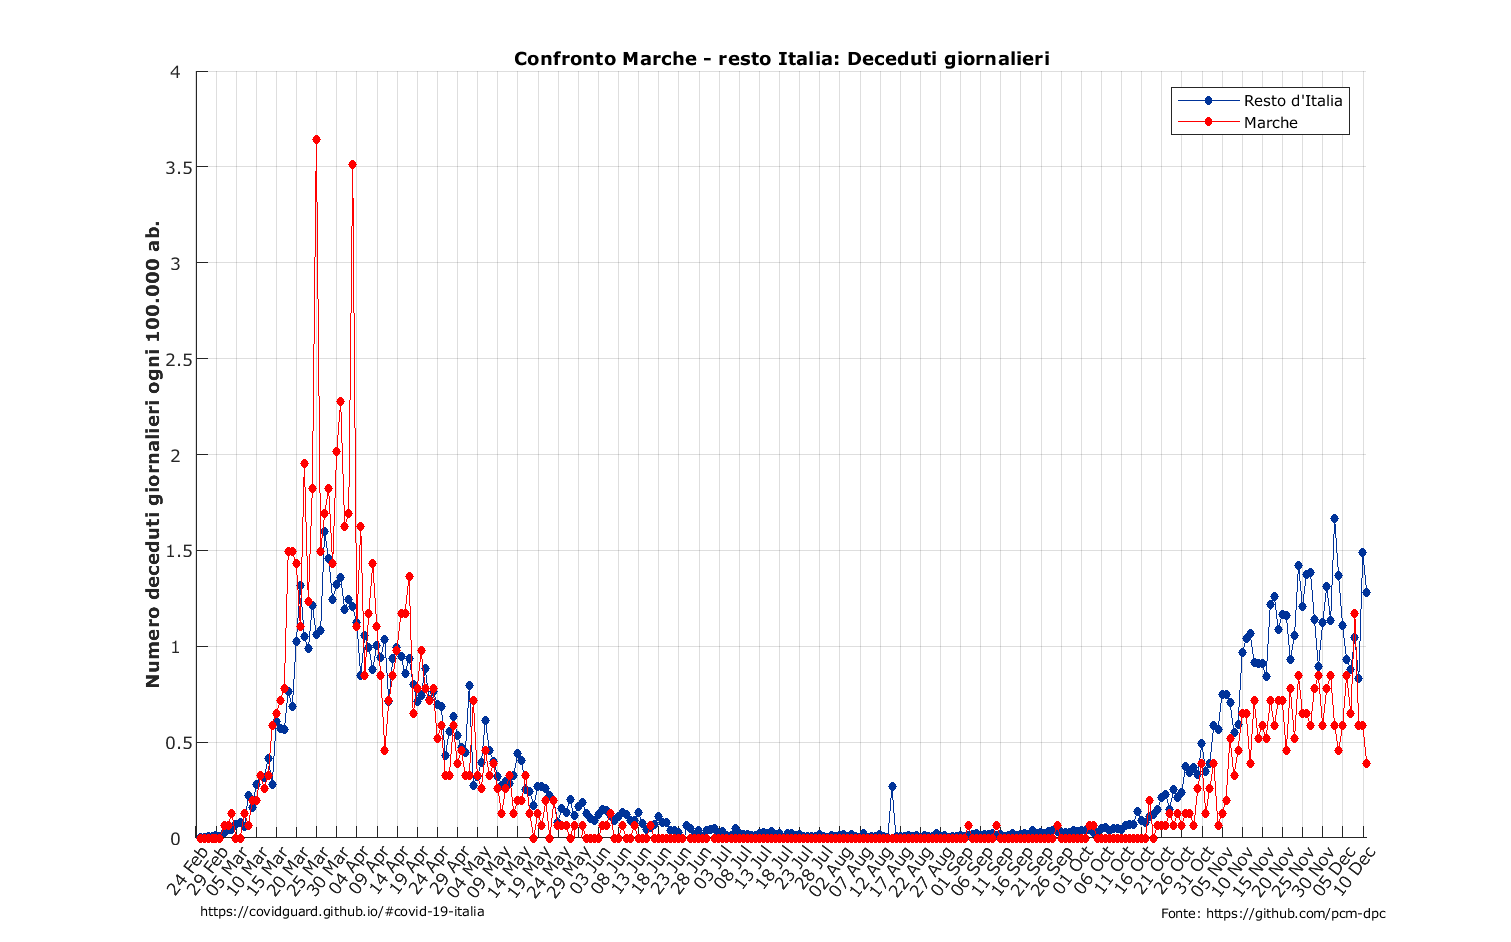 Confronto Marche - resto Italia: Deceduti giornalieri
Resto d'Italia
Marche
Numero deceduti giornalieri ogni 100.000 ab.
4
3.5
3
2.5
2
1.5
1
0.5
0
24 Feb
29 Feb
05 Mar
10 Mar
15 Mar
20 Mar
25 Mar
30 Mar
04 Apr
09 Apr
14 Apr
19 Apr
24 Apr
29 Apr
04 May
09 May
14 May
19 May
24 May
29 May
03 Jun
08 Jun
13 Jun
18 Jun
23 Jun
28 Jun
03 Jul
08 Jul
13 Jul
18 Jul
23 Jul
28 Jul
02 Aug
07 Aug
12 Aug
17 Aug
22 Aug
27 Aug
01 Sep
06 Sep
11 Sep
16 Sep
21 Sep
26 Sep
01 Oct
06 Oct
11 Oct
16 Oct
21 Oct
26 Oct
31 Oct
05 Nov
10 Nov
15 Nov
20 Nov
25 Nov
30 Nov
05 Dec
10 Dec
https://covidguard.github.io/#covid-19-italia
Fonte: https://github.com/pcm-dpc